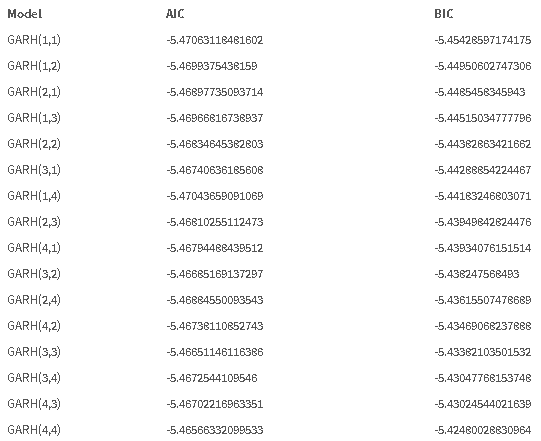 Model AIC BIC
GARH(1,1) -5.47063118481602 -5.45428597174175
GARH(1,2) -5.4699375438159 -5.44950602747306
GARH(2,1) -5.46897735093714 -5.4485458345943
GARH(1,3) -5.46966816738937 -5.44515034777796
GARH(2,2) -5.46834645382803 -5.44382863421662
GARH(3,1) -5.46740636185608 -5.44288854224467
GARH(1,4) -5.47043659091069 -5.44183246803071
GARH(2,3) -5.46810255112473 -5.43949842824476
GARH(4,1) -5.46794488439512 -5.43934076151514
GARH(3,2) -5.46685169137297 -5.438247568493
GARH(2,4) -5.46884550093543 -5.43615507478689
GARH(4,2) -5.46738110852743 -5.43469068237888
GARH(3,3) -5.46651146116386 -5.43382103501532
GARH(3,4) -5.4672544109546 -5.43047768153748
GARH(4,3) -5.46702216963351 -5.43024544021639
GARH(4,4) -5.46566332099533 -5.42480028830964